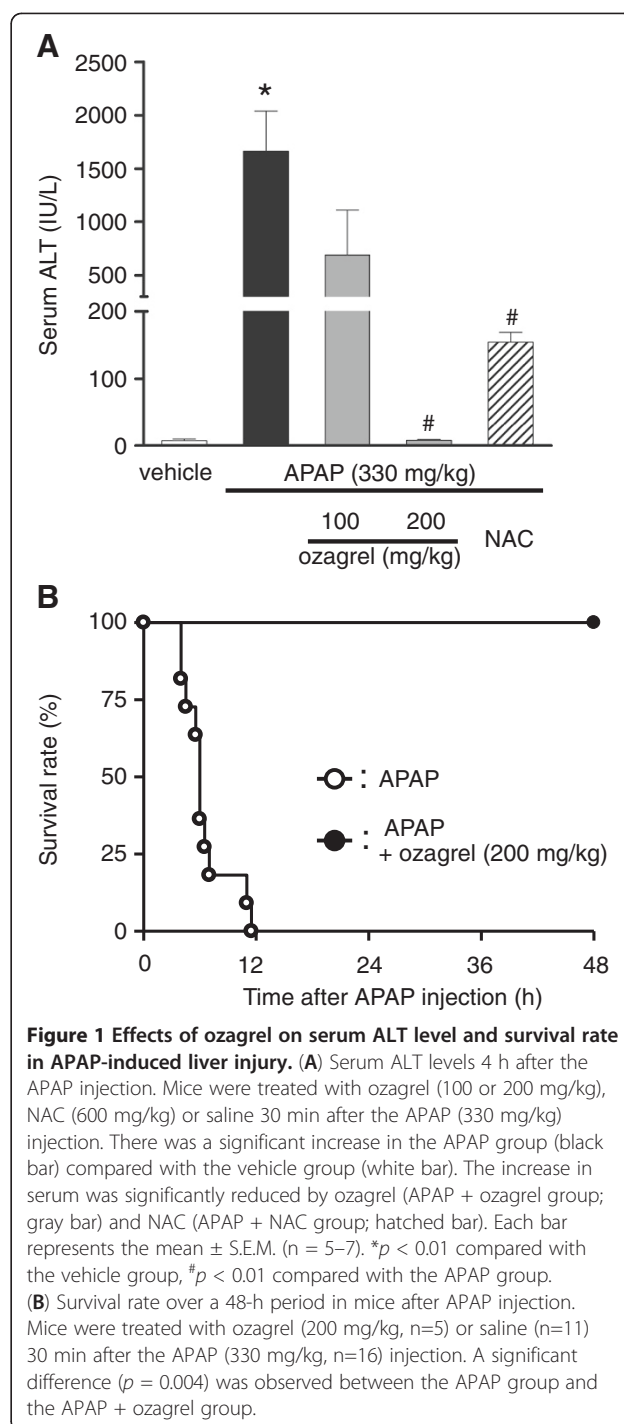 A
2500
2000
1500
1000
500
200
100
0
Serum ALT (IU/L)
*
#
#
vehicle
APAP (330 mg/kg)
100 200
ozagrel (mg/kg)
NAC
B
100
75
50
25
0
Survival rate (%)
: APAP
: APAP
+ ozagrel (200 mg/kg)
0 12 24 36 48
Time after APAP injection (h)
Figure 1 Effects of ozagrel on serum ALT level and survival rate
in APAP-induced liver injury. (A) Serum ALT levels 4 h after the
APAP injection. Mice were treated with ozagrel (100 or 200 mg/kg),
NAC (600 mg/kg) or saline 30 min after the APAP (330 mg/kg)
injection. There was a significant increase in the APAP group (black
bar) compared with the vehicle group (white bar). The increase in
serum was significantly reduced by ozagrel (APAP + ozagrel group;
gray bar) and NAC (APAP + NAC group; hatched bar). Each bar
represents the mean ± S.E.M. (n = 5–7). *p < 0.01 compared with
the vehicle group, #p < 0.01 compared with the APAP group.
(B) Survival rate over a 48-h period in mice after APAP injection.
Mice were treated with ozagrel (200 mg/kg, n=5) or saline (n=11)
30 min after the APAP (330 mg/kg, n=16) injection. A significant
difference (p = 0.004) was observed between the APAP group and
the APAP + ozagrel group.